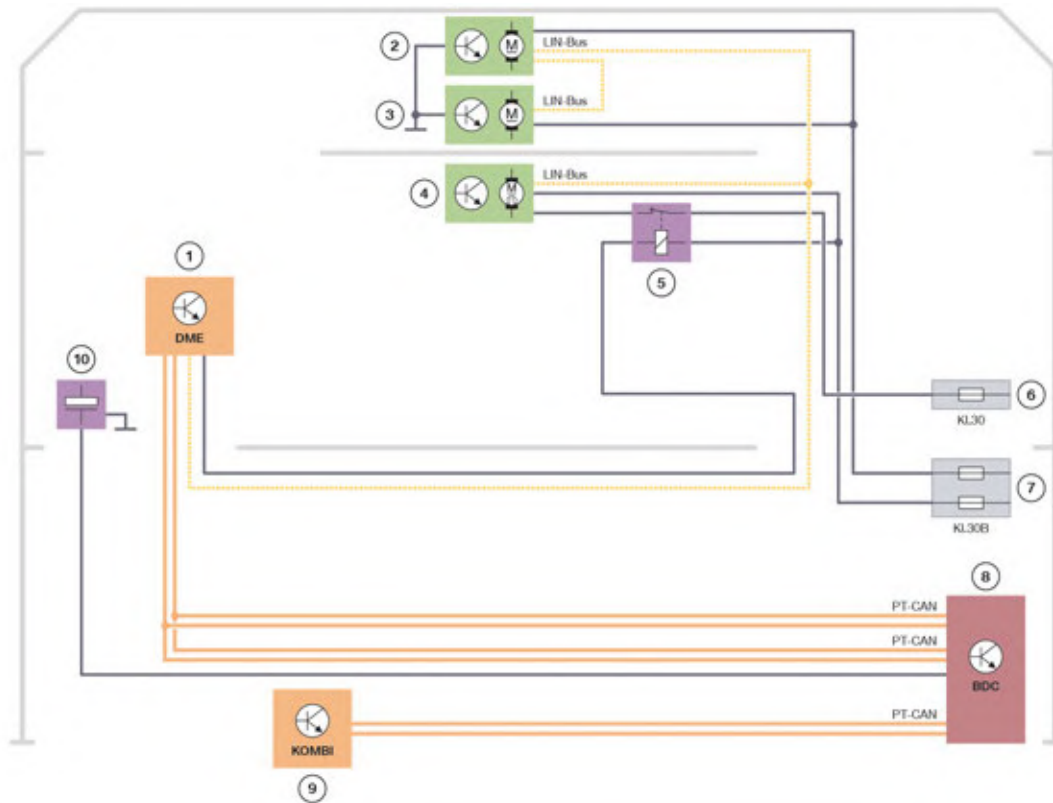 2
LIN-Bus
3
LIN-Bus
M
M
4
LIN-Bus
M
5
1
DME
10
6
KL30
7
KL30B
8
PT-CAN
PT-CAN
BDC
PT-CAN
KOMBI
9